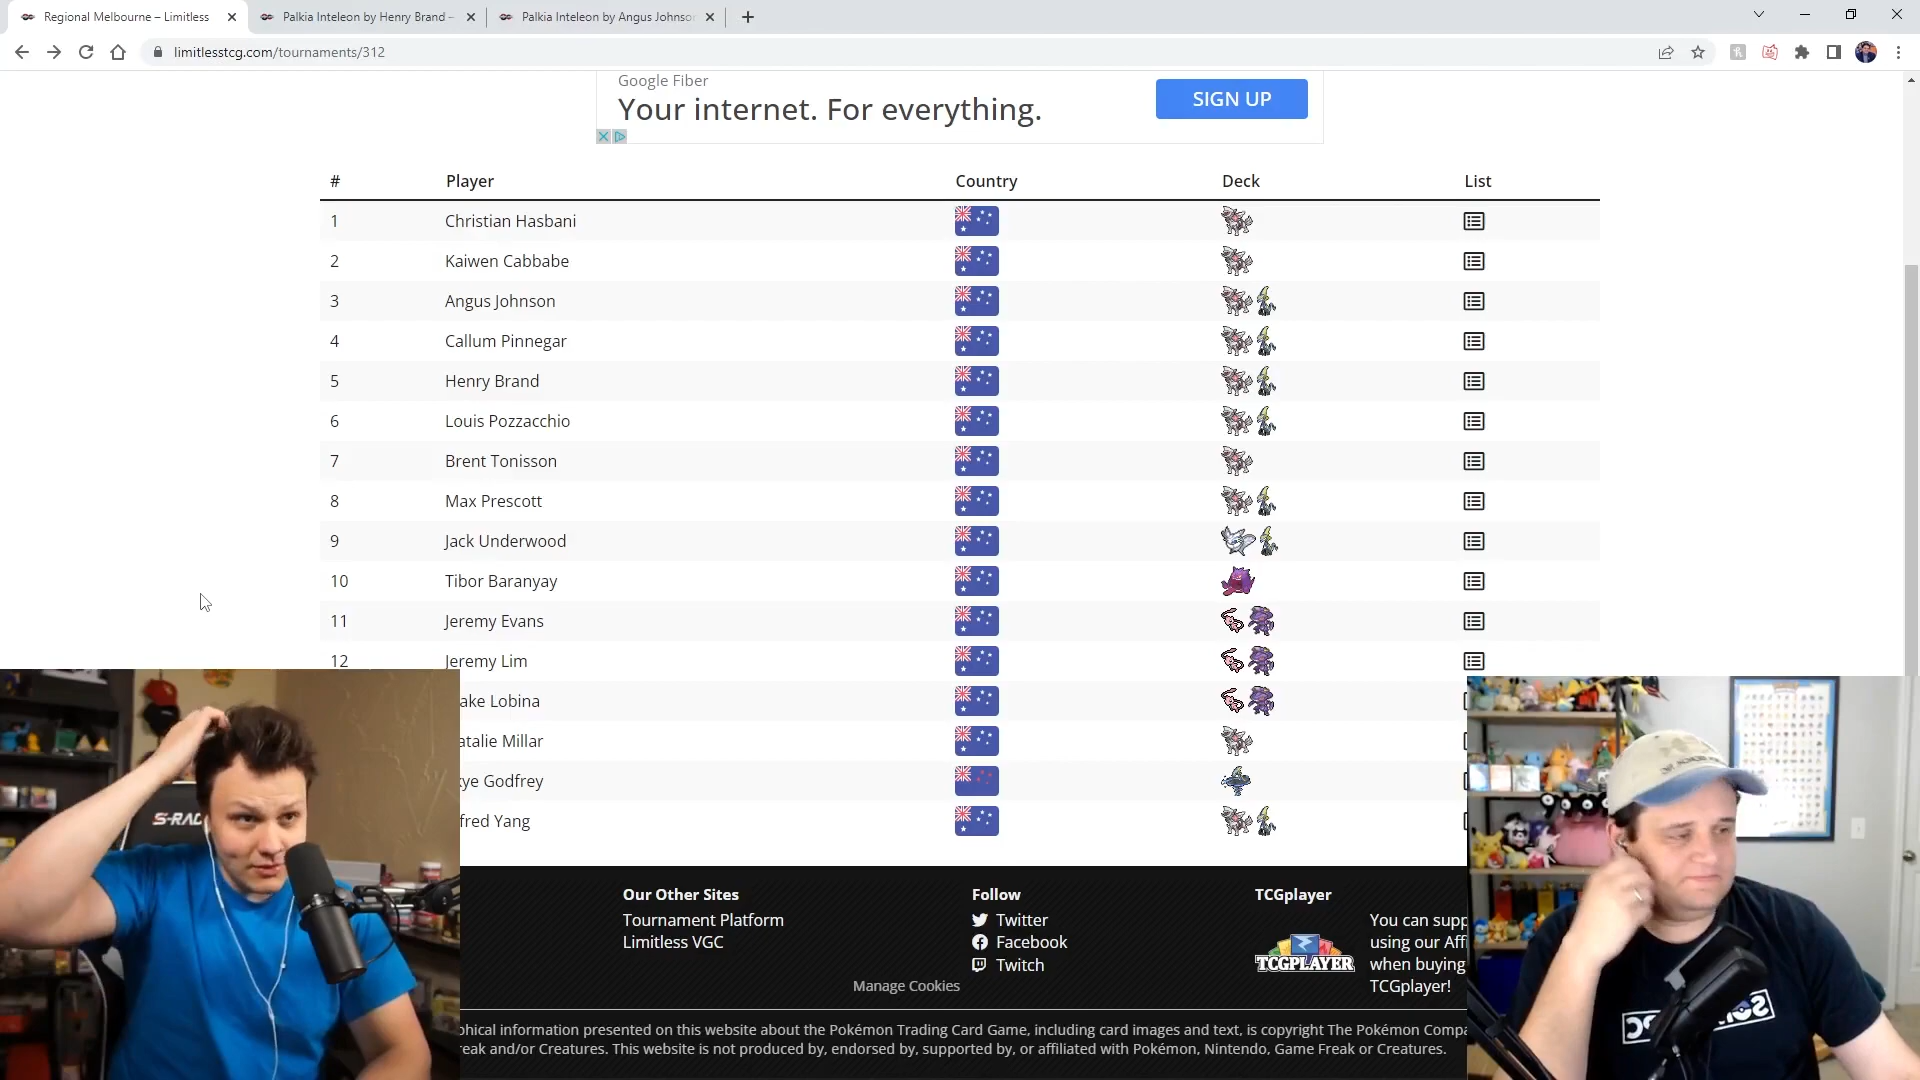 Regional Melbourne – Limitless
Palkia Inteleon by Henry Brand –
Palkia Inteleon by Angus Johnson
limitlesstcg.com/tournaments/312
Google Fiber
Your internet. For everything.
SIGN UP
# Player Country Deck List
1 Christian Hasbani
2 Kaiwen Cabbabe
3 Angus Johnson
4 Callum Pinnegar
5 Henry Brand
6 Louis Pozzacchio
7 Brent Tonisson
8 Max Prescott
9 Jack Underwood
10 Tibor Baranyay
11 Jeremy Evans
12 Jeremy Lim
ake Lobina
atalie Millar
kye Godfrey
fred Yang
Our Other Sites
Tournament Platform
Limitless VGC
Follow
Twitter
Facebook
Twitch
TCGplayer
TCGPLAYER
You can supp
using our Affi
when buying
TCGplayer!
Manage Cookies
phical information presented on this website about the Pokémon Trading Card Game, including card images and text, is copyright The Pokémon Compa
reak and/or Creatures. This website is not produced by, endorsed by, supported by, or affiliated with Pokémon, Nintendo, Game Freak or Creatures.
S-RAC